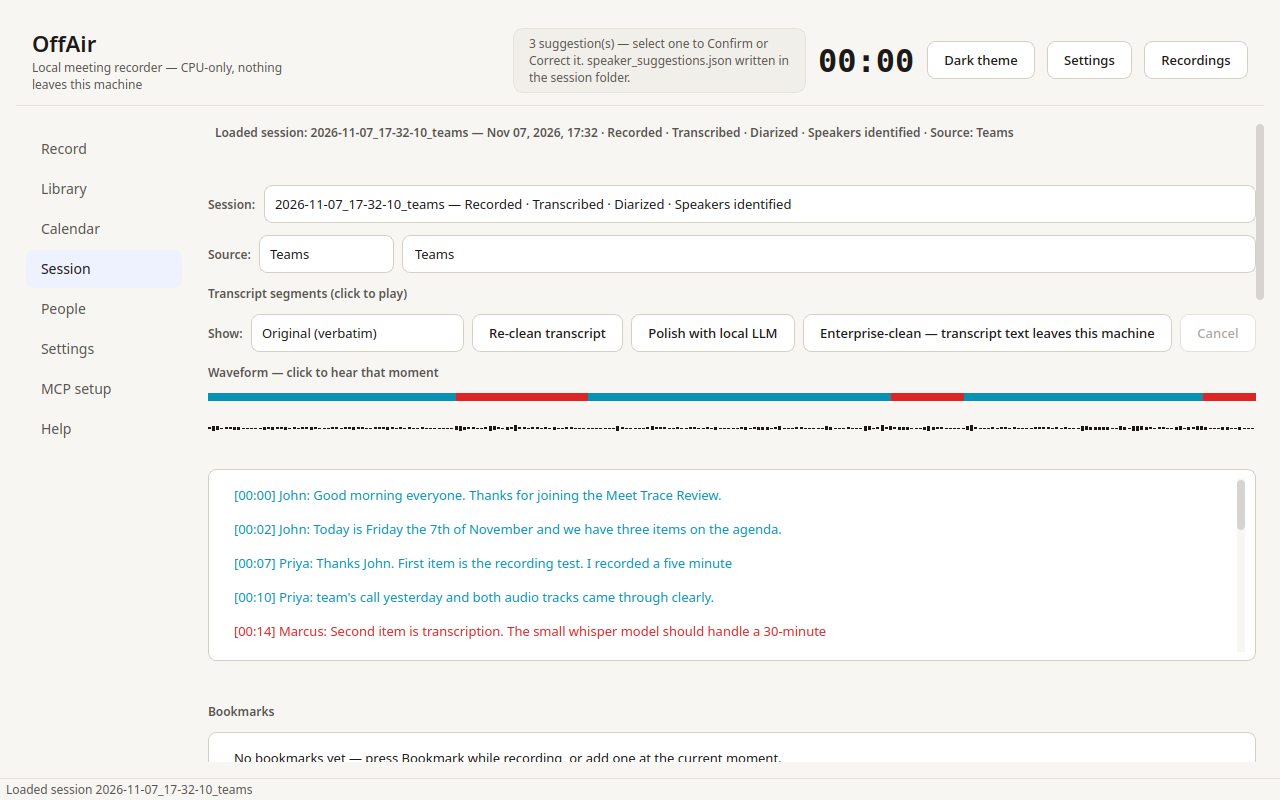 OffAir
Local meeting recorder — CPU-only, nothing
leaves this machine
3 suggestion(s) — select one to Confirm or
Correct it. speaker_suggestions.json written in
the session folder.
00:00
Dark theme
Settings
Recordings
Record
Library
Calendar
Session
People
Settings
MCP setup
Help
Loaded session: 2026-11-07_17-32-10_teams — Nov 07, 2026, 17:32 · Recorded · Transcribed · Diarized · Speakers identified · Source: Teams
Session: 2026-11-07_17-32-10_teams — Recorded · Transcribed · Diarized · Speakers identified
Source: Teams Teams
Transcript segments (click to play)
Show: Original (verbatim) Re-clean transcript Polish with local LLM Enterprise-clean — transcript text leaves this machine Cancel
Waveform — click to hear that moment
[00:00] John: Good morning everyone. Thanks for joining the Meet Trace Review.
[00:02] John: Today is Friday the 7th of November and we have three items on the agenda.
[00:07] Priya: Thanks John. First item is the recording test. I recorded a five minute
[00:10] Priya: team's call yesterday and both audio tracks came through clearly.
[00:14] Marcus: Second item is transcription. The small whisper model should handle a 30-minute
Bookmarks
No bookmarks yet — press Bookmark while recording, or add one at the current moment.
Loaded session 2026-11-07_17-32-10_teams